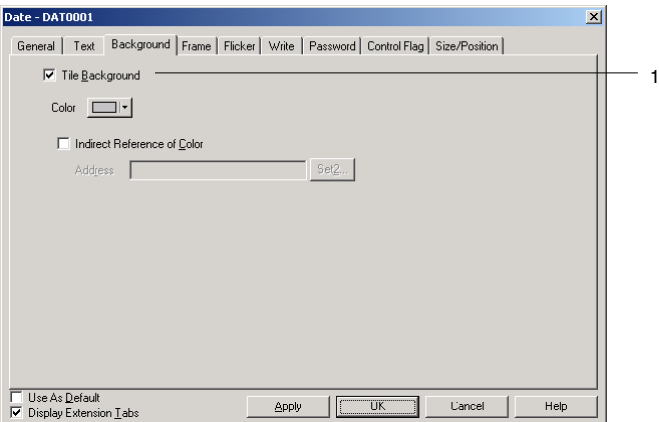 Date - DAT0001
General Text Background Frame Flicker Write Password Control Flag Size/Position
Tile Background 1
Color
Indirect Reference of Color
Address Set2...
Use As Default
Display Extension Tabs
Apply OK Cancel Help